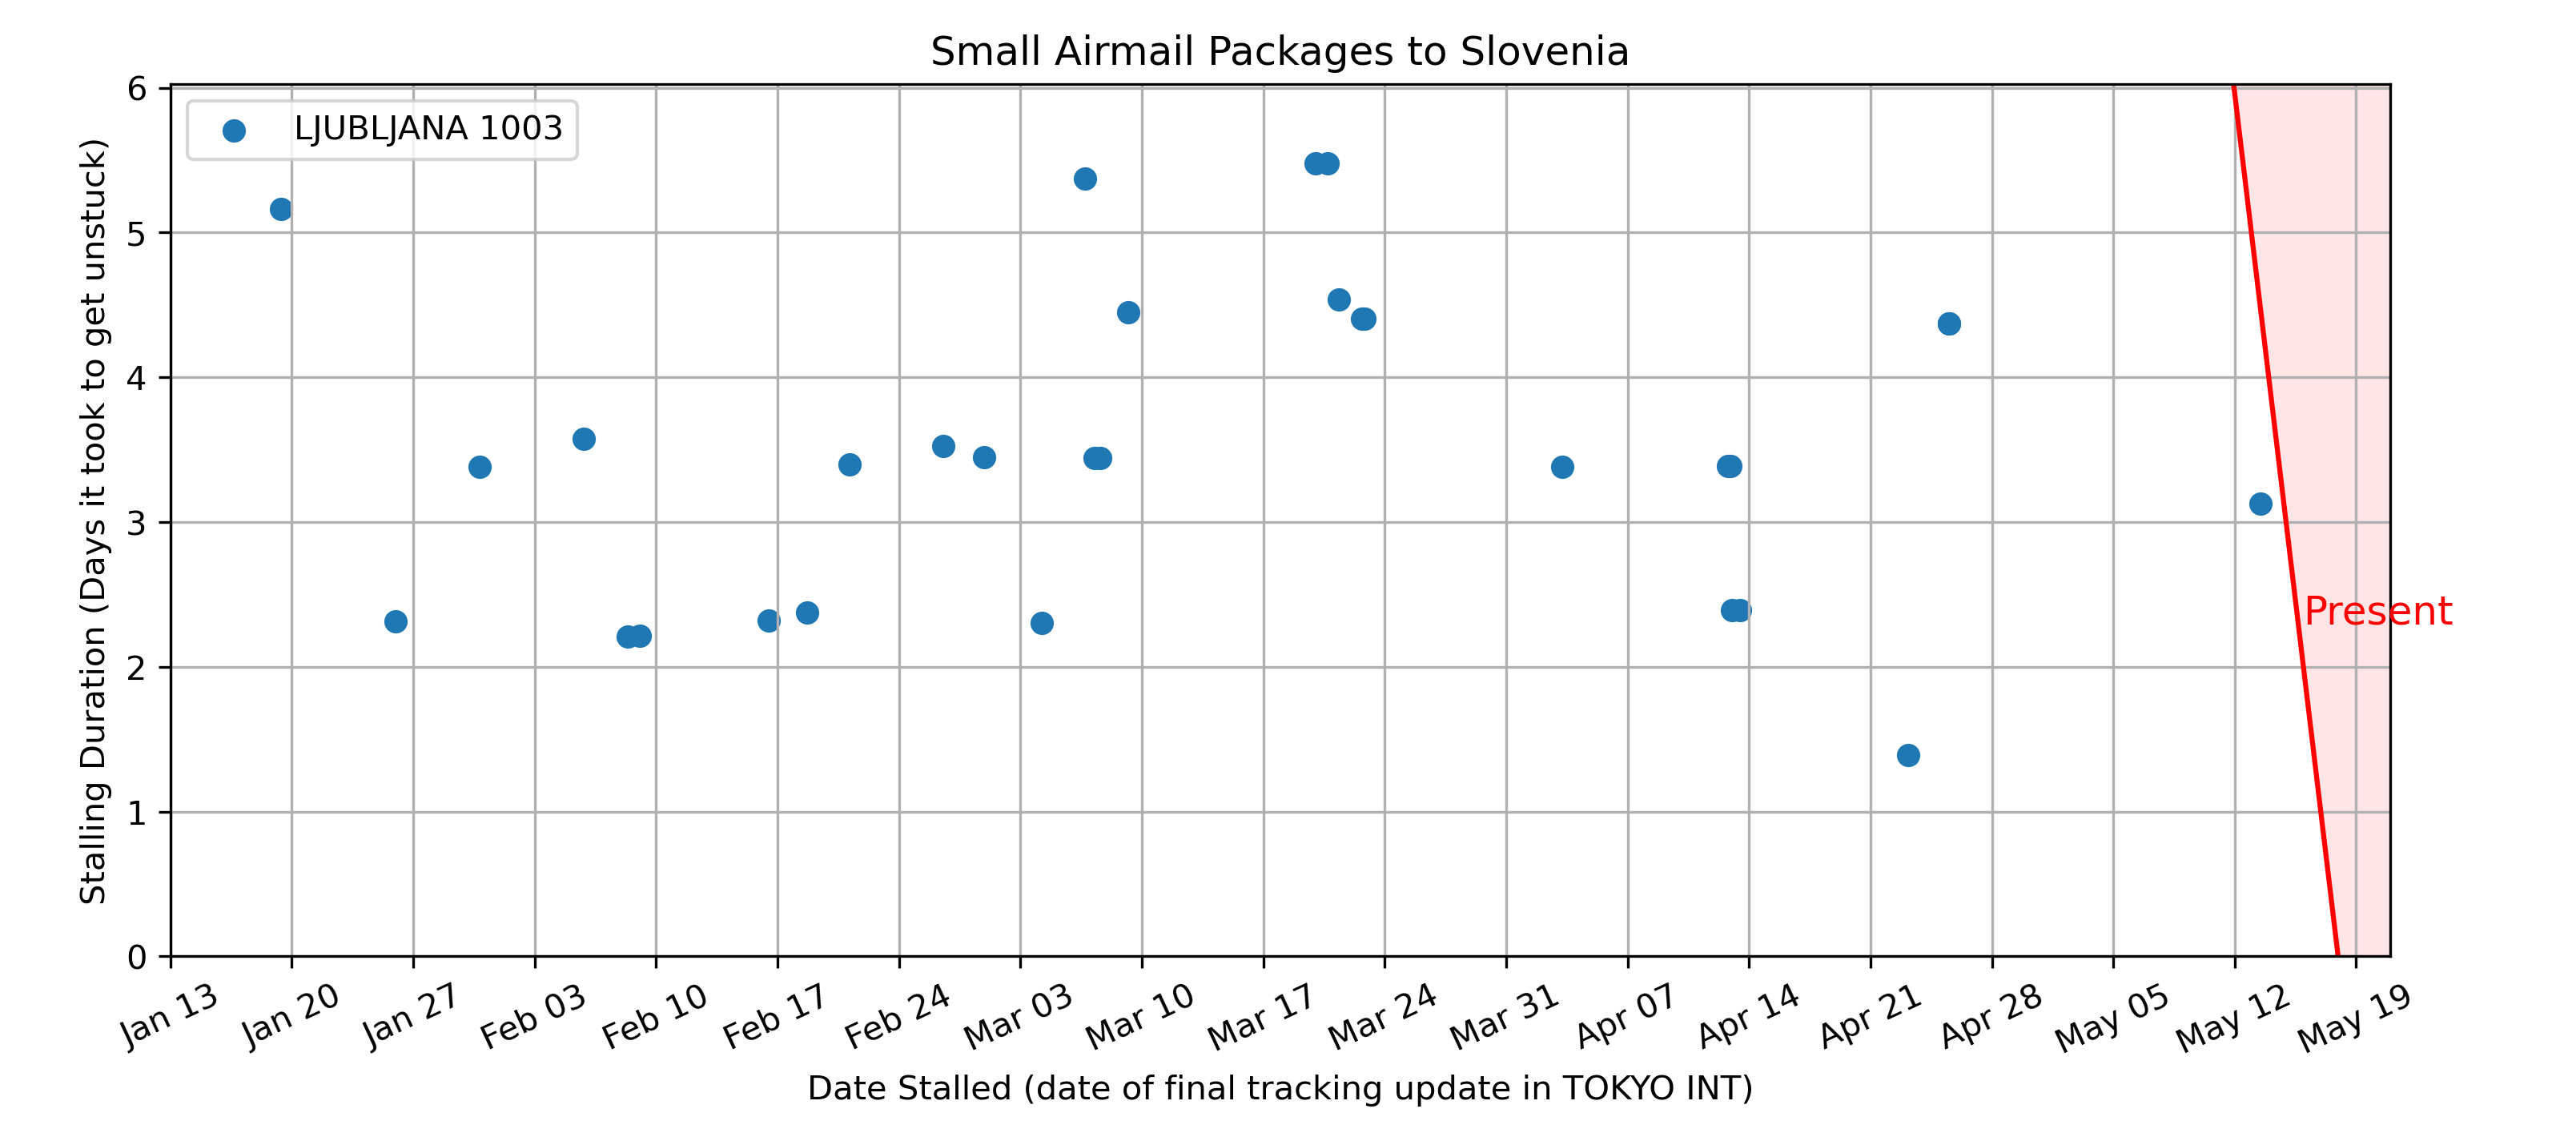 Small Airmail Packages to Slovenia
LJUBLJANA 1003
Stalling Duration (Days it took to get unstuck)
6
5
4
3
2
1
0
Present
Jan 13 Jan 20 Jan 27 Feb 03 Feb 10 Feb 17 Feb 24 Mar 03 Mar 10 Mar 17 Mar 24 Mar 31 Apr 07 Apr 14 Apr 21 Apr 28 May 05 May 12 May 19
Date Stalled (date of final tracking update in TOKYO INT)